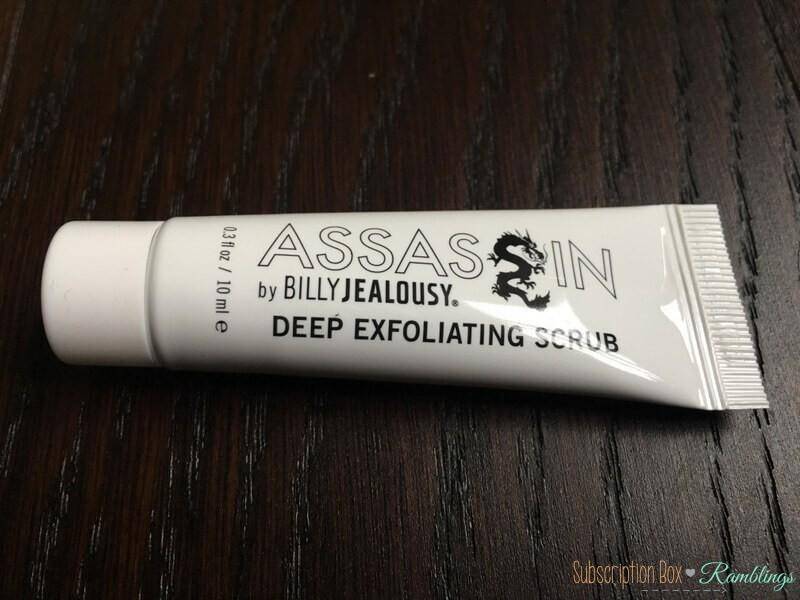 ASSASSIN
by BILLYJEALOUSY®
DEEP EXFOLIATING SCRUB
0.3 fl oz / 10 ml e
Subscription Box ❤ Ramblings